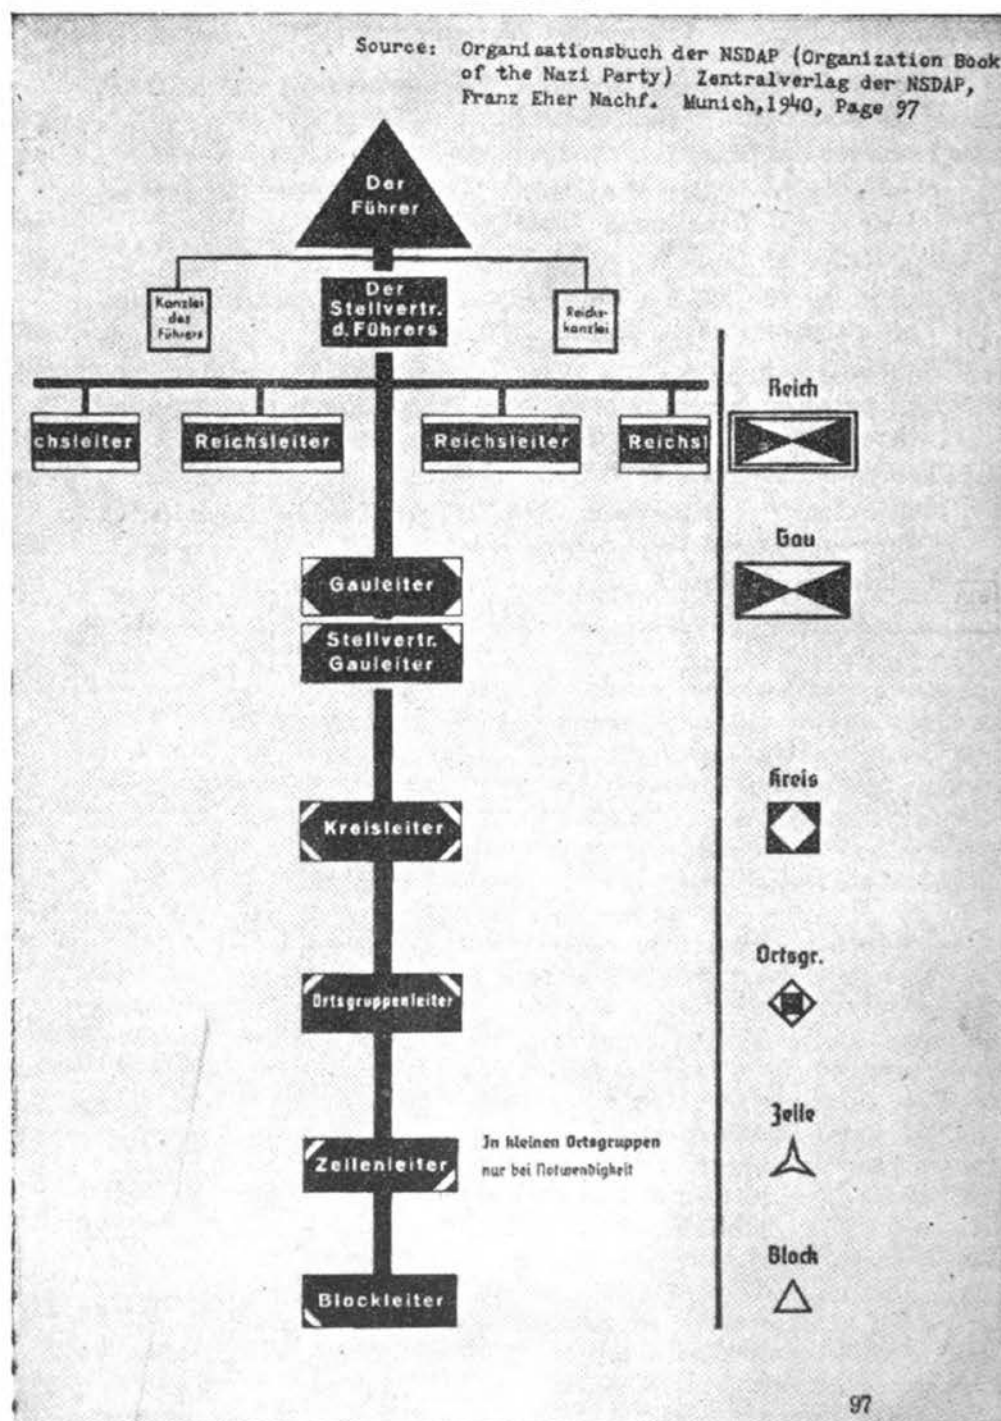 Source: Organisationsbuch der NSDAP (Organization Book
of the Nazi Party) Zentralverlag der NSDAP,
Franz Eher Nachf. Munich,1940, Page 97
Der
Führer
Kanzlei
des
Führers
Der
Stellvertr.
d. Führers
Reichs-
kanzlei
chsleiter
Reichsleiter
Reichsleiter
Reichsl
Reich
Gauleiter
Gau
Stellvertr.
Gauleiter
Kreisleiter
Kreis
Ortsgruppenleiter
Ortsgr.
Zellenleiter
In kleinen Ortsgruppen
nur bei Notwendigkeit
Zelle
Blockleiter
Block
97